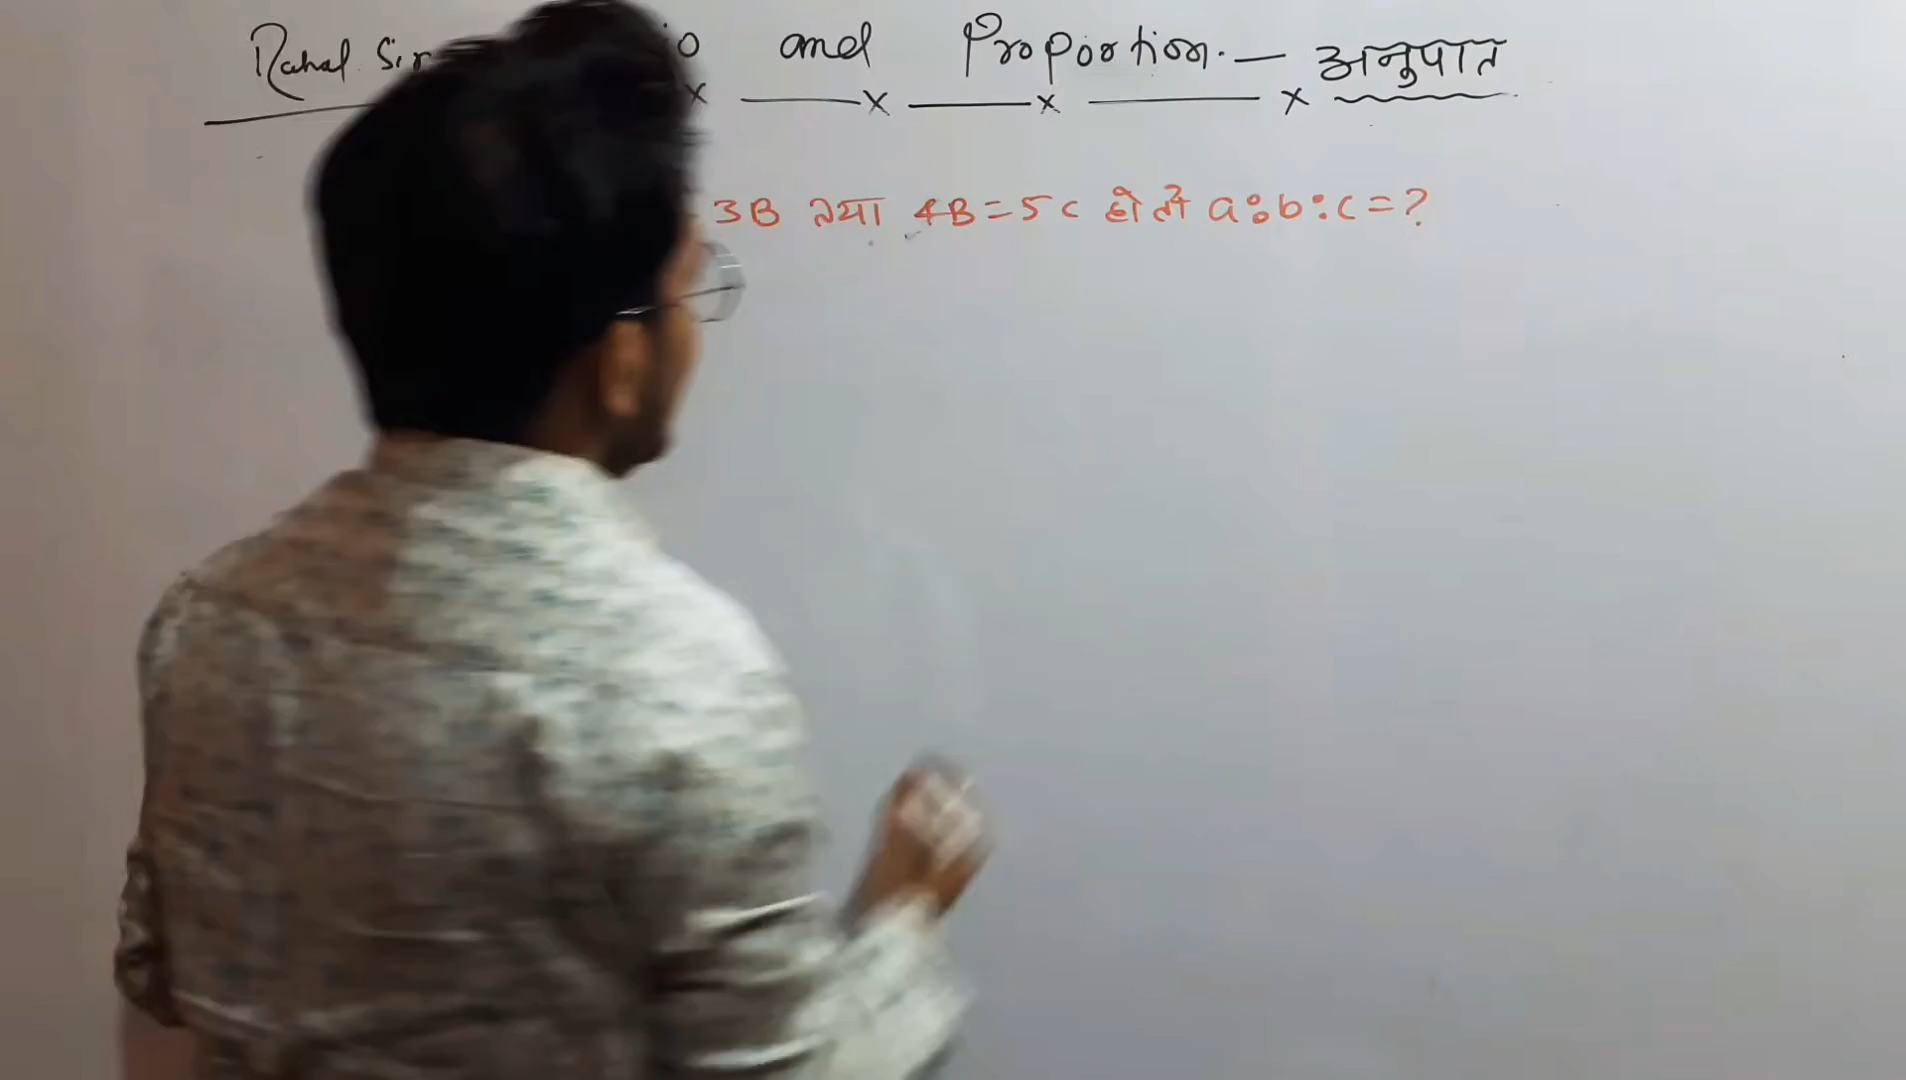 Rahul Sir and Proportion. — अनुपात
3B तथा 4B = 5C हो तो a:b:c = ?